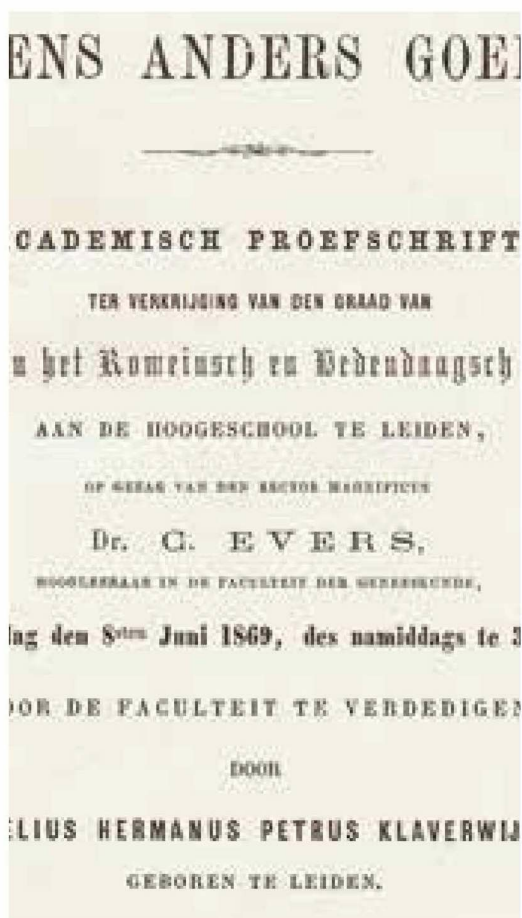 ENS ANDERS GOE
CADEMISCH PROEFSCHRIFT
TER VERKRIJGING VAN DEN GRAAD VAN
n het Romeinsch en Hedendaagsch
AAN DE HOOGESCHOOL TE LEIDEN,
OP GEZAG VAN DEN RECTOR MAGNIFICUS
Dr. C. EVERS,
HOOGLEERAAR IN DE FACULTEIT DER GENEESKUNDE,
dag den 8sten Juni 1869, des namiddags te 3
OOR DE FACULTEIT TE VERDEDIGEN
DOOR
ELIUS HERMANUS PETRUS KLAVERWIJ
GEBOREN TE LEIDEN.